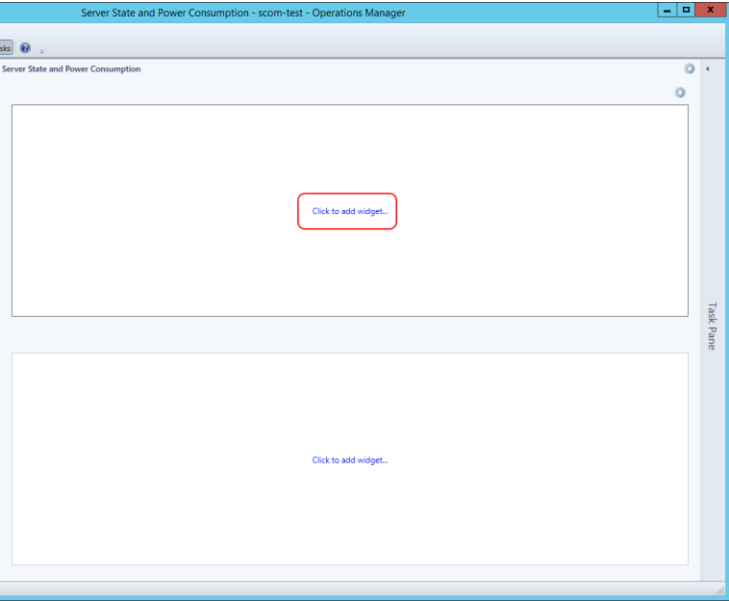 Server State and Power Consumption - scom-test - Operations Manager
sks
Server State and Power Consumption
Click to add widget...
Task Pane
Click to add widget...